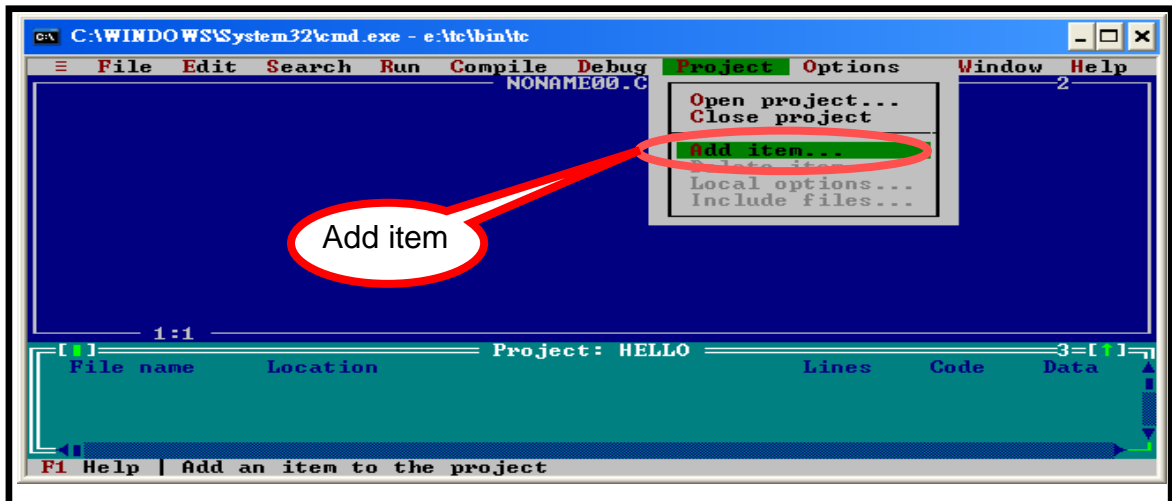 C:\WINDOWS\System32\cmd.exe - e:\tc\bin\tc
≡ File Edit Search Run Compile Debug Project Options Window Help
NONAME00.C 2
Open project...
Close project
Add item...
Delete item...
Local options...
Include files...
Add item
1:1
[▮] Project: HELLO 3=[↑]
File name Location Lines Code Data
F1 Help | Add an item to the project